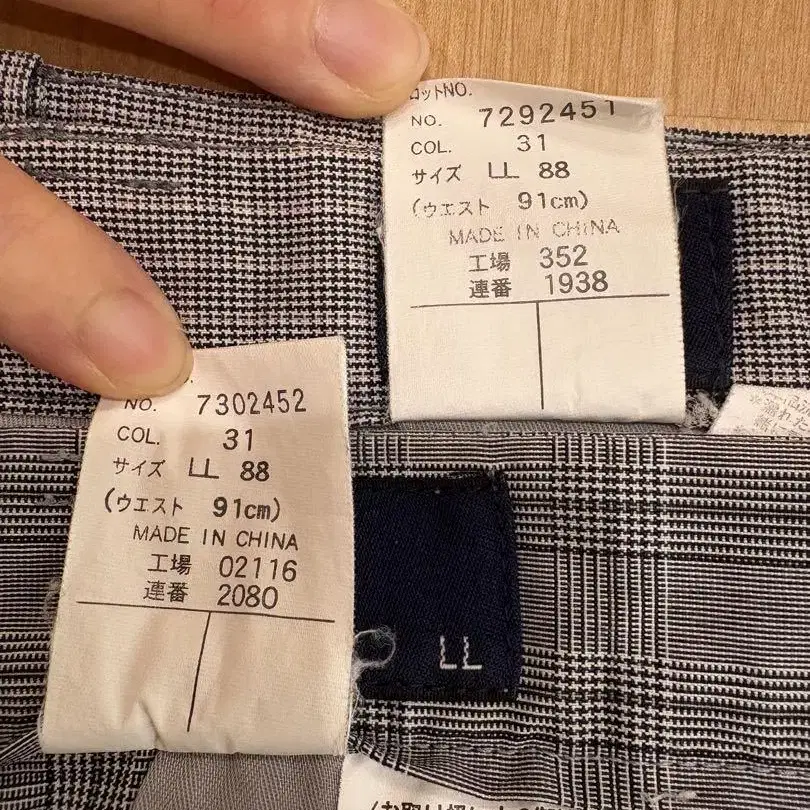 ロットNO.
NO. 7292451
COL. 31
サイズ LL 88
(ウエスト 91cm)
MADE IN CHINA
工場 352
連番 1938
NO. 7302452
COL. 31
サイズ LL 88
(ウエスト 91cm)
MADE IN CHINA
工場 02116
連番 2080
LL